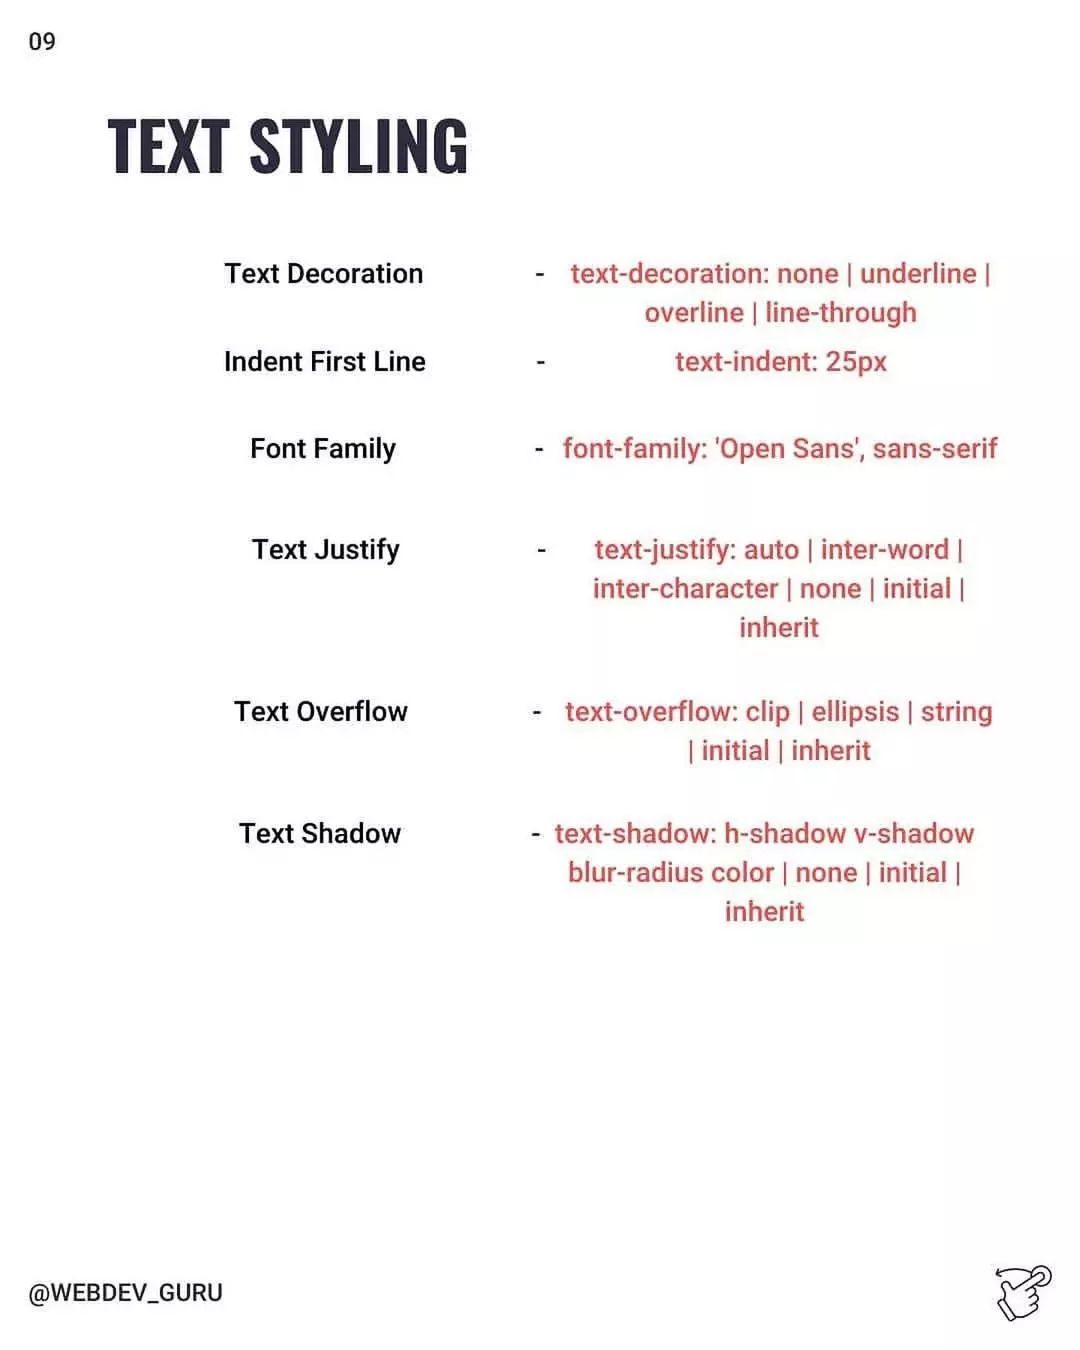 09
TEXT STYLING
Text Decoration - text-decoration: none | underline |
overline | line-through
Indent First Line - text-indent: 25px
Font Family - font-family: 'Open Sans', sans-serif
Text Justify - text-justify: auto | inter-word |
inter-character | none | initial |
inherit
Text Overflow - text-overflow: clip | ellipsis | string
| initial | inherit
Text Shadow - text-shadow: h-shadow v-shadow
blur-radius color | none | initial |
inherit
@WEBDEV_GURU